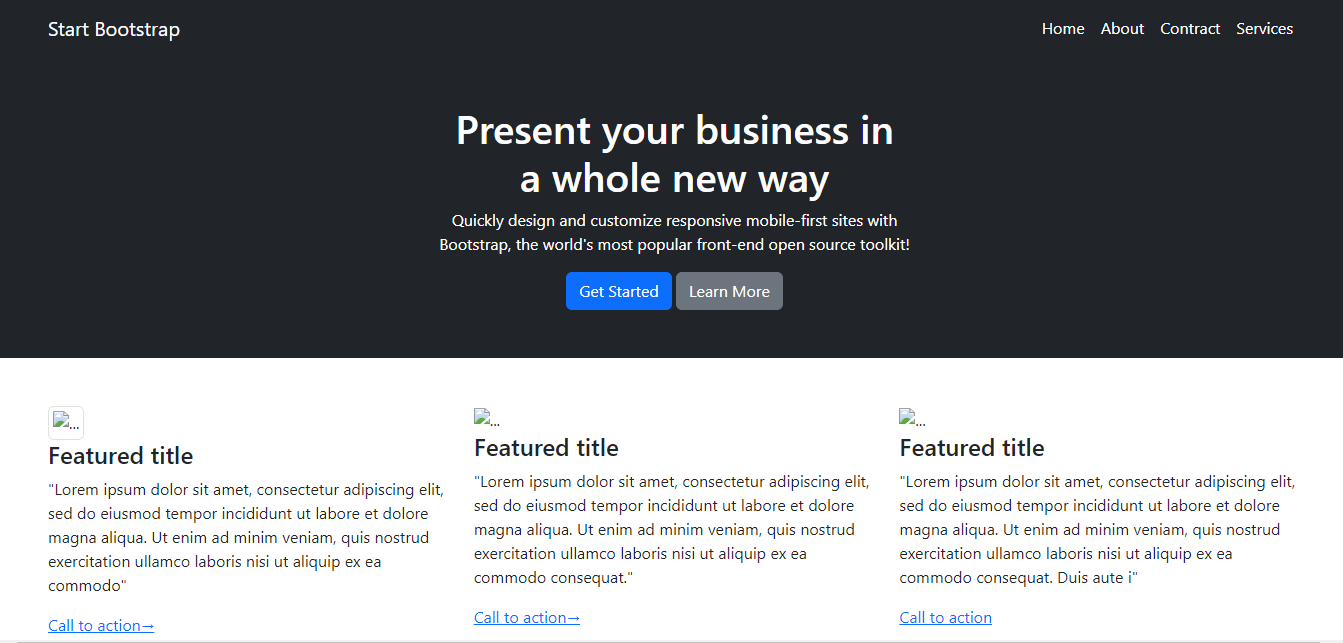 Start Bootstrap
Home About Contract Services
Present your business in
a whole new way
Quickly design and customize responsive mobile-first sites with
Bootstrap, the world's most popular front-end open source toolkit!
Get Started Learn More
...
Featured title
"Lorem ipsum dolor sit amet, consectetur adipiscing elit,
sed do eiusmod tempor incididunt ut labore et dolore
magna aliqua. Ut enim ad minim veniam, quis nostrud
exercitation ullamco laboris nisi ut aliquip ex ea
commodo"
Call to action→
...
Featured title
"Lorem ipsum dolor sit amet, consectetur adipiscing elit,
sed do eiusmod tempor incididunt ut labore et dolore
magna aliqua. Ut enim ad minim veniam, quis nostrud
exercitation ullamco laboris nisi ut aliquip ex ea
commodo consequat."
Call to action→
...
Featured title
"Lorem ipsum dolor sit amet, consectetur adipiscing elit,
sed do eiusmod tempor incididunt ut labore et dolore
magna aliqua. Ut enim ad minim veniam, quis nostrud
exercitation ullamco laboris nisi ut aliquip ex ea
commodo consequat. Duis aute i"
Call to action